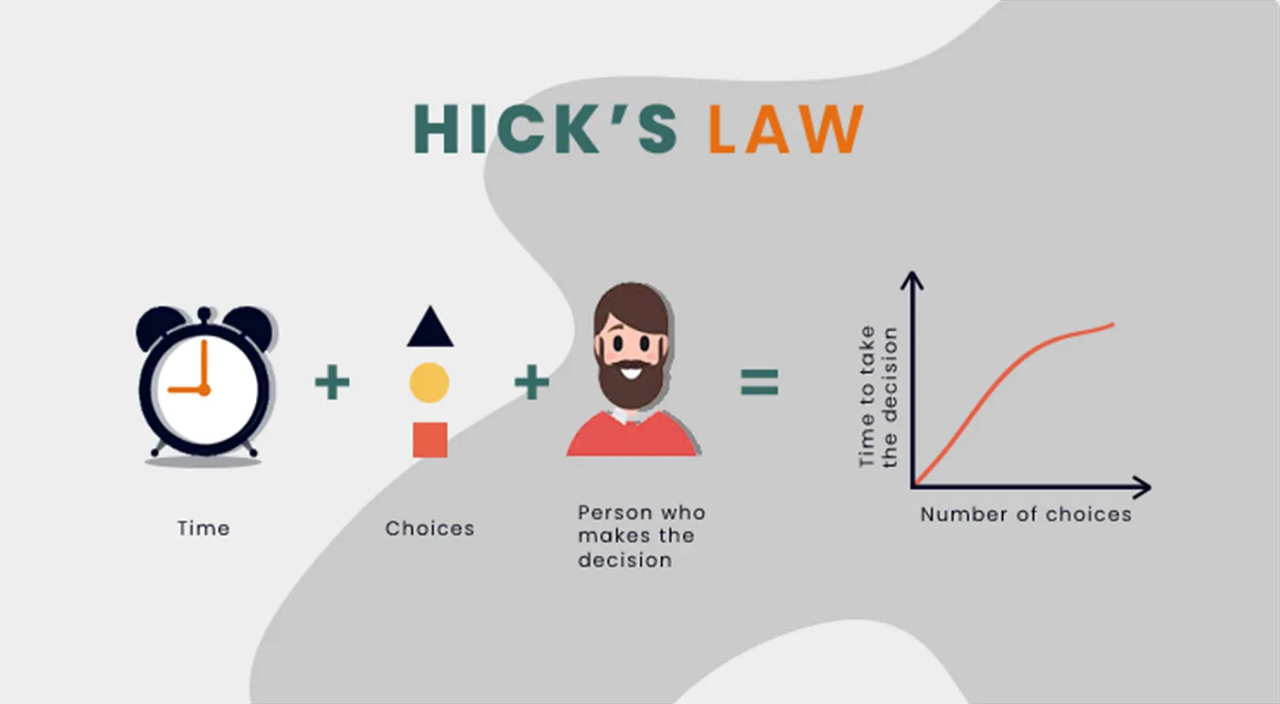 HICK’S LAW
Time
Choices
Person who
makes the
decision
Time to take
the decision
Number of choices